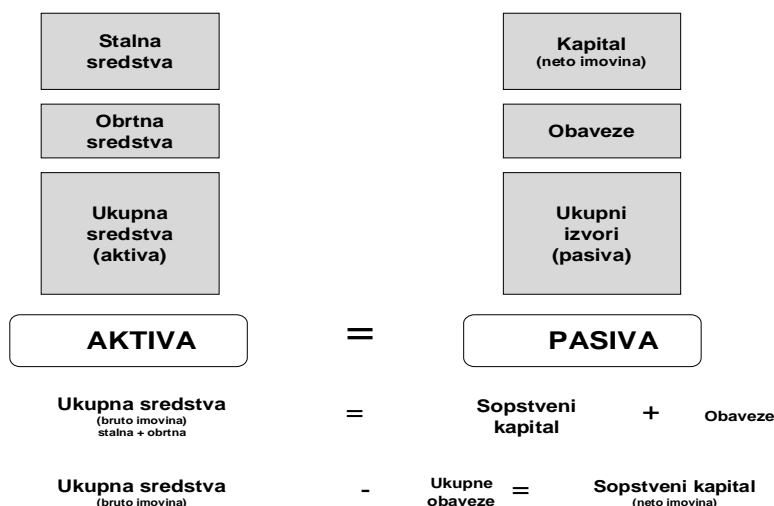 Stalna
sredstva
Kapital
(neto imovina)
Obrtna
sredstva
Obaveze
Ukupna
sredstva
(aktiva)
Ukupni
izvori
(pasiva)
AKTIVA = PASIVA
Ukupna sredstva
(bruto imovina)
stalna + obrtna
=
Sopstveni
kapital
+
Obaveze
Ukupna sredstva
(bruto imovina)
-
Ukupne
obaveze
=
Sopstveni kapital
(neto imovina)